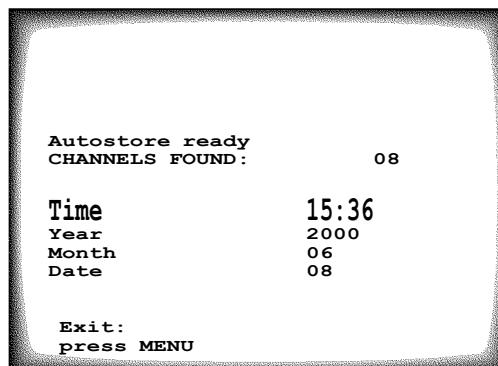 Autostore ready
CHANNELS FOUND: 08
Time 15:36
Year 2000
Month 06
Date 08
Exit:
press MENU